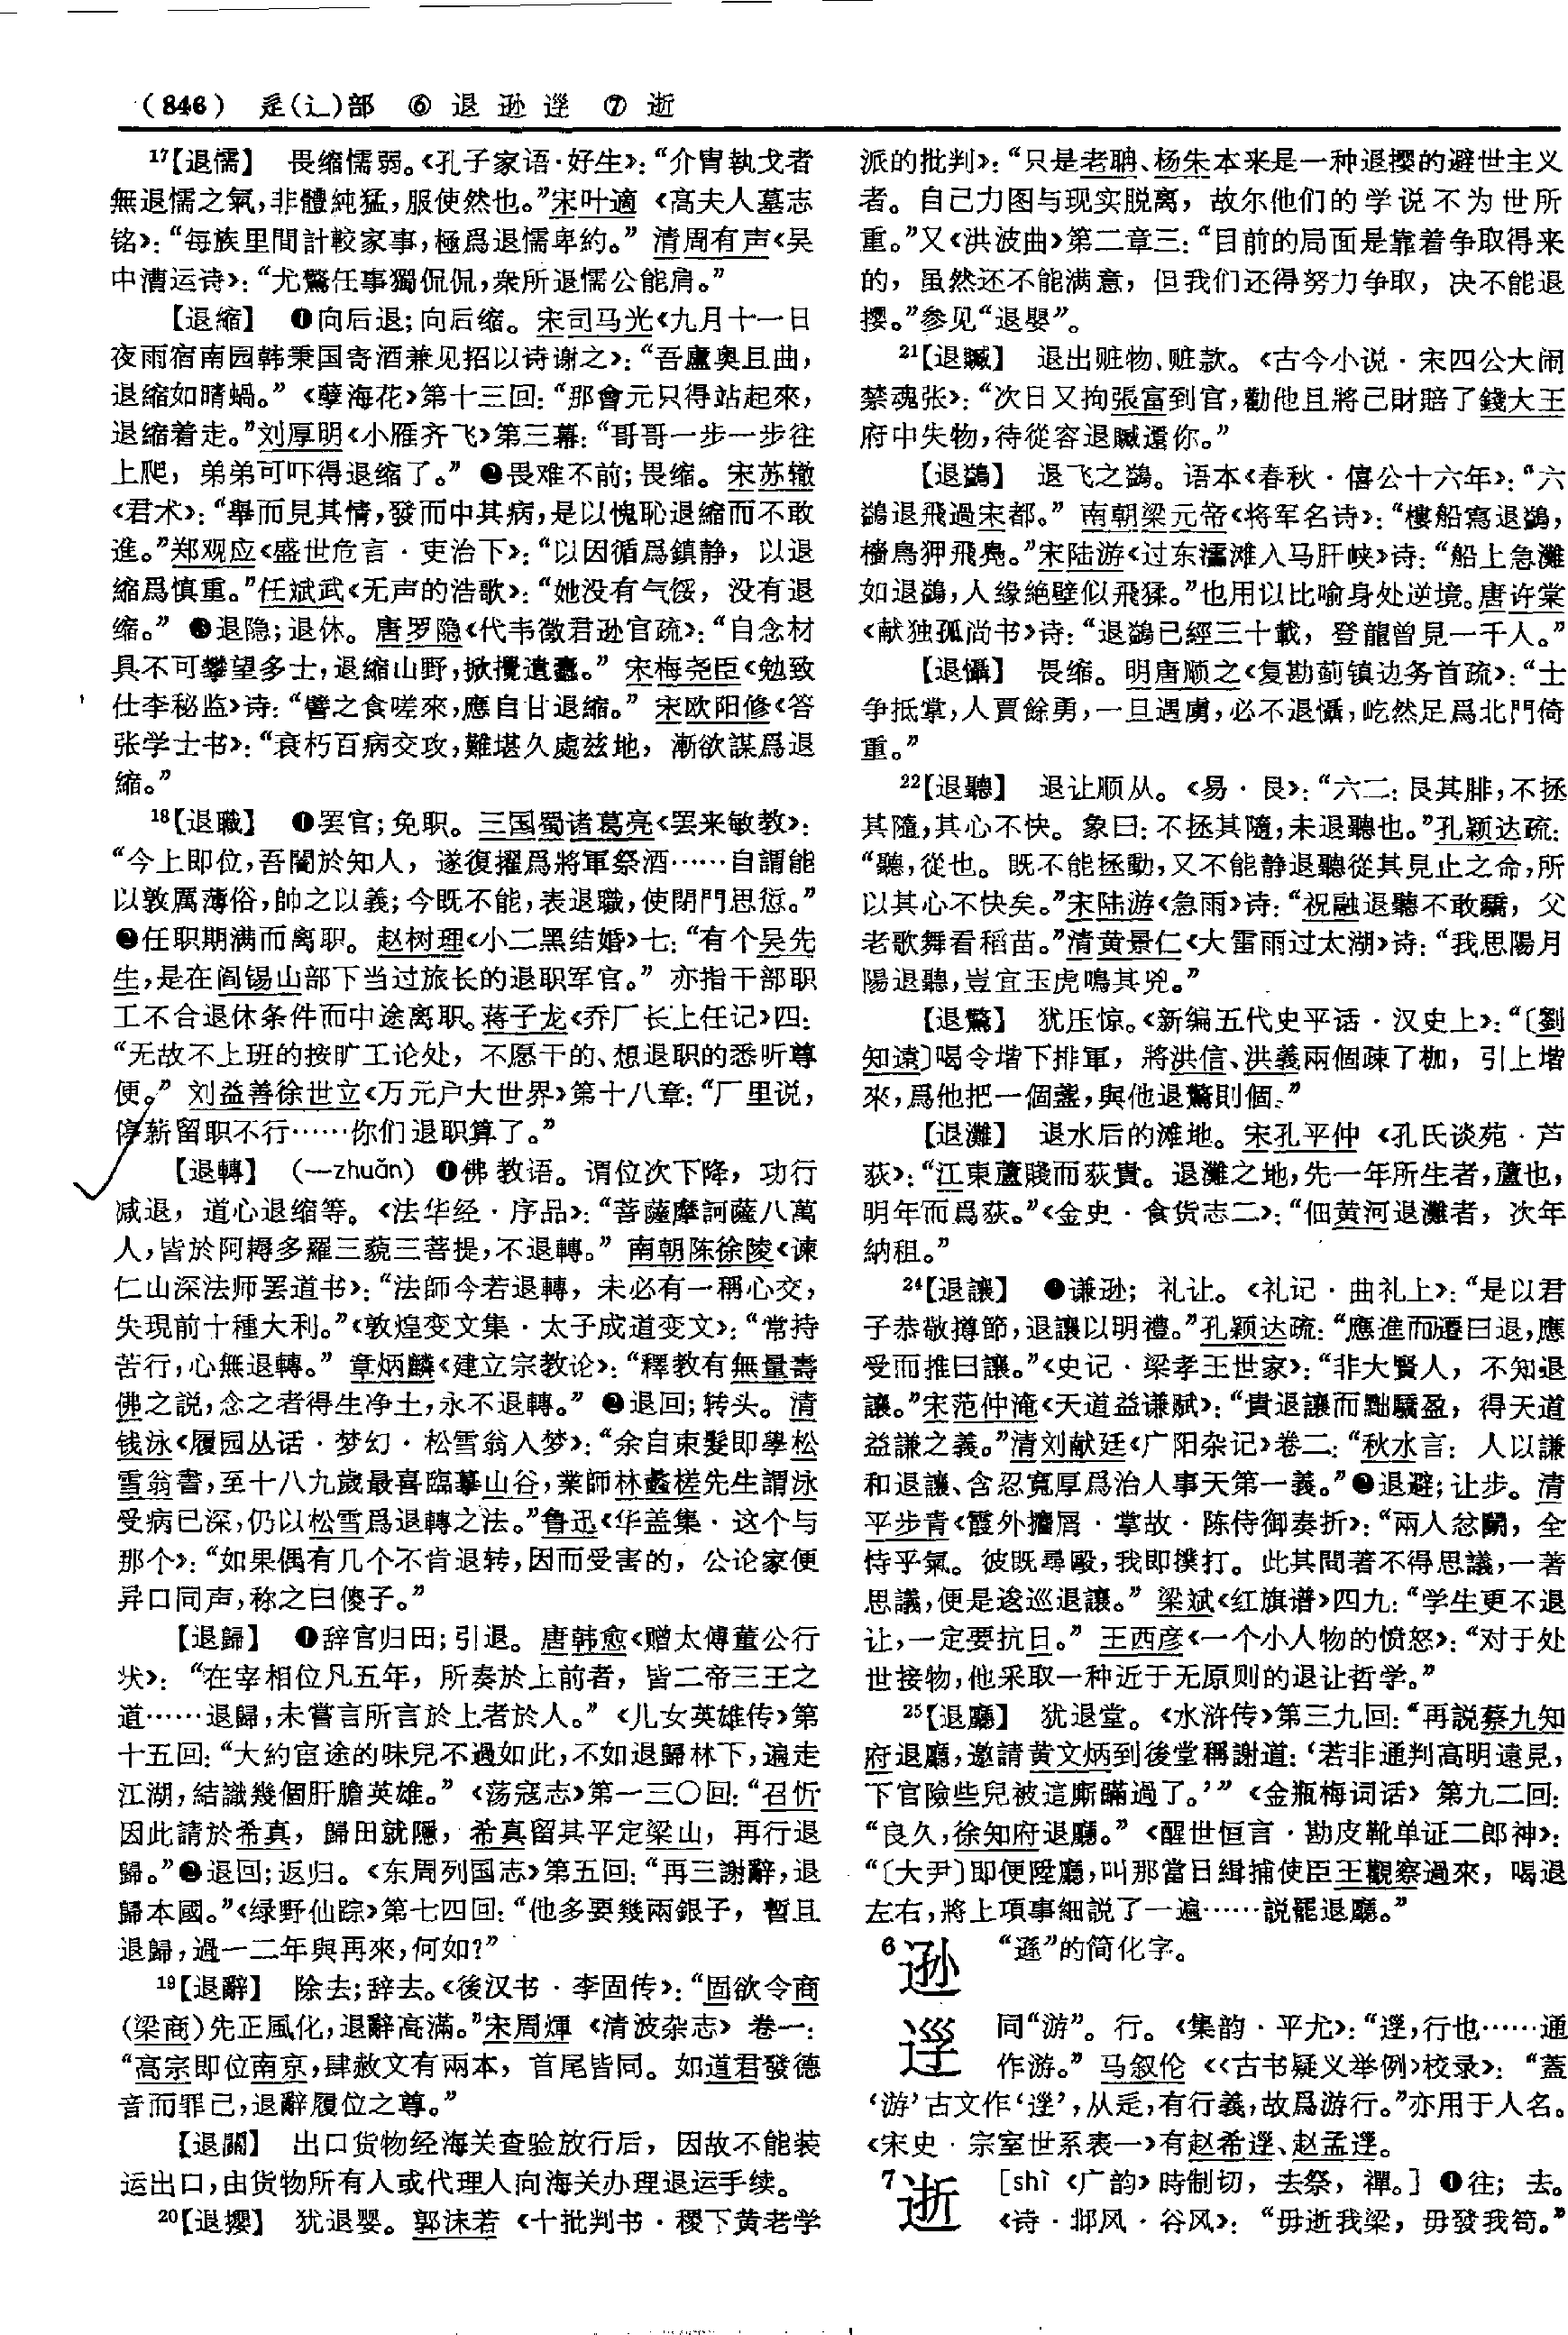 （846） 辵(辶)部 ⑥ 退 逊 逕 ⑦ 逝
¹⁷【退懦】 畏缩懦弱。《孔子家语·好生》：“介胄執戈者
無退懦之氣，非體純猛，服使然也。”宋叶適《高夫人墓志
铭》：“每族里間計較家事，極爲退懦卑約。” 清周有声《吴
中漕运诗》：“尤驚任事獨侃侃，衆所退懦公能肩。”
【退缩】 ❶向后退；向后缩。宋司马光《九月十一日
夜雨宿南园韩秉国寄酒兼见招以诗谢之》：“吾廬奥且曲，
退缩如晴蝸。”《孽海花》第十三回：“那會元只得站起來，
退缩着走。”刘厚明《小雁齐飞》第三幕：“哥哥一步一步往
上爬，弟弟可吓得退缩了。” ❷畏难不前；畏缩。宋苏辙
《君术》：“舉而見其情，發而中其病，是以愧恥退縮而不敢
進。”郑观应《盛世危言·吏治下》：“以因循爲鎮静，以退
縮爲慎重。”任斌武《无声的浩歌》：“她没有气馁，没有退
缩。” ❸退隐；退休。唐罗隐《代韦徵君逊官疏》：“自念材
具不可攀望多士，退縮山野，掀攪遺蠹。” 宋梅尧臣《勉致
仕李秘监》诗：“譬之食嗟來，應自甘退縮。” 宋欧阳修《答
张学士书》：“衰朽百病交攻，難堪久處兹地，漸欲謀爲退
縮。”
¹⁸【退職】 ❶罢官；免职。三国蜀诸葛亮《罢来敏教》：
“今上即位，吾闇於知人，遂復擢爲將軍祭酒……自謂能
以敦厲薄俗，帥之以義；今既不能，表退職，使閉門思愆。”
❷任职期满而离职。赵树理《小二黑结婚》七：“有个吴先
生，是在阎锡山部下当过旅长的退职军官。” 亦指干部职
工不合退休条件而中途离职。蒋子龙《乔厂长上任记》四：
“无故不上班的按旷工论处，不愿干的、想退职的悉听尊
便。” 刘益善徐世立《万元户大世界》第十八章：“厂里说，
停薪留职不行……你们退职算了。”
【退轉】 （—zhuǎn）❶佛教语。谓位次下降，功行
减退，道心退缩等。《法华经·序品》：“菩薩摩訶薩八萬
人，皆於阿耨多羅三藐三菩提，不退轉。” 南朝陈徐陵《谏
仁山深法师罢道书》：“法師今若退轉，未必有一稱心交，
失現前十種大利。”《敦煌变文集·太子成道变文》：“常持
苦行，心無退轉。” 章炳麟《建立宗教论》：“釋教有無量壽
佛之説，念之者得生净土，永不退轉。” ❷退回；转头。清
钱泳《履园丛话·梦幻·松雪翁入梦》：“余自束髮即學松
雪翁書，至十八九歲最喜臨摹山谷，業師林蠡槎先生謂泳
受病已深，仍以松雪爲退轉之法。”鲁迅《华盖集·这个与
那个》：“如果偶有几个不肯退转，因而受害的，公论家便
异口同声，称之曰傻子。”
【退歸】 ❶辞官归田；引退。唐韩愈《赠太傅董公行
状》：“在宰相位凡五年，所奏於上前者，皆二帝三王之
道……退歸，未嘗言所言於上者於人。”《儿女英雄传》第
十五回：“大約宦途的味兒不過如此，不如退歸林下，遍走
江湖，結識幾個肝膽英雄。”《荡寇志》第一三〇回：“召忻
因此請於希真，歸田就隱，希真留其平定梁山，再行退
歸。”❷退回；返归。《东周列国志》第五回：“再三謝辭，退
歸本國。”《绿野仙踪》第七四回：“他多要幾兩銀子，暫且
退歸，過一二年與再來，何如？”
¹⁹【退辭】 除去；辞去。《後汉书·李固传》：“固欲令商
（梁商）先正風化，退辭高滿。”宋周煇《清波杂志》卷一：
“高宗即位南京，肆赦文有兩本，首尾皆同。如道君發德
音而罪己，退辭履位之尊。”
【退關】 出口货物经海关查验放行后，因故不能装
运出口，由货物所有人或代理人向海关办理退运手续。
²⁰【退攖】 犹退婴。郭沫若《十批判书·稷下黄老学
派的批判》：“只是老聃、杨朱本来是一种退攖的避世主义
者。自己力图与现实脱离，故尔他们的学说不为世所
重。”又《洪波曲》第二章三：“目前的局面是靠着争取得来
的，虽然还不能满意，但我们还得努力争取，决不能退
攖。”参见“退嬰”。
²¹【退贓】 退出赃物、赃款。《古今小说·宋四公大闹
禁魂张》：“次日又拘張富到官，勸他且將己財賠了錢大王
府中失物，待從容退贓還你。”
【退鷁】 退飞之鷁。语本《春秋·僖公十六年》：“六
鷁退飛過宋都。” 南朝梁元帝《将军名诗》：“樓船寫退鷁，
檣烏狎飛鳧。”宋陆游《过东㶟滩入马肝峡》诗：“船上急灘
如退鷁，人缘絶壁似飛猱。”也用以比喻身处逆境。唐许棠
《献独孤尚书》诗：“退鷁已經三十載，登龍曾見一千人。”
【退懾】 畏缩。明唐顺之《复勘蓟镇边务首疏》：“士
争抵掌，人賈餘勇，一旦遇虜，必不退懾，屹然足爲北門倚
重。”
²²【退聽】 退让顺从。《易·艮》：“六二：艮其腓，不拯
其隨，其心不快。象曰：不拯其隨，未退聽也。”孔颖达疏：
“聽，從也。既不能拯動，又不能静退聽從其見止之命，所
以其心不快矣。”宋陆游《急雨》诗：“祝融退聽不敢驕，父
老歌舞看稻苗。”清黄景仁《大雷雨过太湖》诗：“我思陽月
陽退聽，豈宜玉虎鳴其兇。”
【退驚】 犹压惊。《新编五代史平话·汉史上》：“〔劉
知遠〕喝令堦下排軍，將洪信、洪義兩個疎了枷，引上堦
來，爲他把一個盞，與他退驚則個。”
【退灘】 退水后的滩地。宋孔平仲《孔氏谈苑·芦
荻》：“江東蘆賤而荻貴。退灘之地，先一年所生者，蘆也，
明年而爲荻。”《金史·食货志二》：“佃黄河退灘者，次年
納租。”
²⁴【退讓】 ❶谦逊；礼让。《礼记·曲礼上》：“是以君
子恭敬撙節，退讓以明禮。”孔颖达疏：“應進而遷曰退，應
受而推曰讓。”《史记·梁孝王世家》：“非大賢人，不知退
讓。”宋范仲淹《天道益谦赋》：“貴退讓而黜驕盈，得天道
益謙之義。”清刘献廷《广阳杂记》卷二：“秋水言：人以謙
和退讓、含忍寬厚爲治人事天第一義。”❷退避；让步。清
平步青《霞外攟屑·掌故·陈侍御奏折》：“兩人忿鬭，全
恃乎氣。彼既尋毆，我即撲打。此其間著不得思議，一著
思議，便是逡巡退讓。” 梁斌《红旗谱》四九：“学生更不退
让，一定要抗日。” 王西彦《一个小人物的愤怒》：“对于处
世接物，他采取一种近于无原则的退让哲学。”
²⁵【退廳】 犹退堂。《水浒传》第三九回：“再説蔡九知
府退廳，邀請黄文炳到後堂稱謝道：‘若非通判高明遠見，
下官險些兒被這厮瞞過了。’”《金瓶梅词话》第九二回：
“良久，徐知府退廳。”《醒世恒言·勘皮靴单证二郎神》：
“〔大尹〕即便陞廳，叫那當日緝捕使臣王觀察過來，喝退
左右，將上項事細説了一遍……説罷退廳。”
⁶逊 “遜”的简化字。
同“游”。行。《集韵·平尤》：“，行也……通
作游。” 马叙伦《〈古书疑义举例〉校录》：“蓋
‘游’古文作‘’，从辵，有行義，故爲游行。”亦用于人名。
《宋史·宗室世系表一》有赵希、赵孟。
⁷逝 [shì《广韵》時制切，去祭，禪。] ❶往；去。
《诗·邶风·谷风》：“毋逝我梁，毋發我笱。”